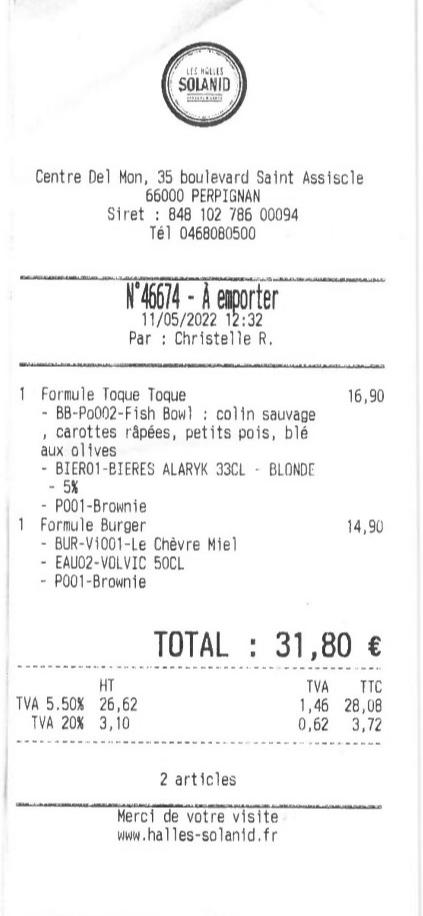 LES HALLES
SOLANID
Centre Del Mon, 35 boulevard Saint Assiscle
66000 PERPIGNAN
Siret : 848 102 786 00094
Tél 0468080500
N°46674 - À emporter
11/05/2022 12:32
Par : Christelle R.
1 Formule Toque Toque 16,90
- BB-Po002-Fish Bowl : colin sauvage
, carottes râpées, petits pois, blé
aux olives
- BIER01-BIERES ALARYK 33CL - BLONDE
- 5%
- P001-Brownie
1 Formule Burger 14,90
- BUR-Vi001-Le Chèvre Miel
- EAU02-VOLVIC 50CL
- P001-Brownie
TOTAL : 31,80 €
HT TVA TTC
TVA 5.50% 26,62 1,46 28,08
TVA 20% 3,10 0,62 3,72
2 articles
Merci de votre visite
www.halles-solanid.fr